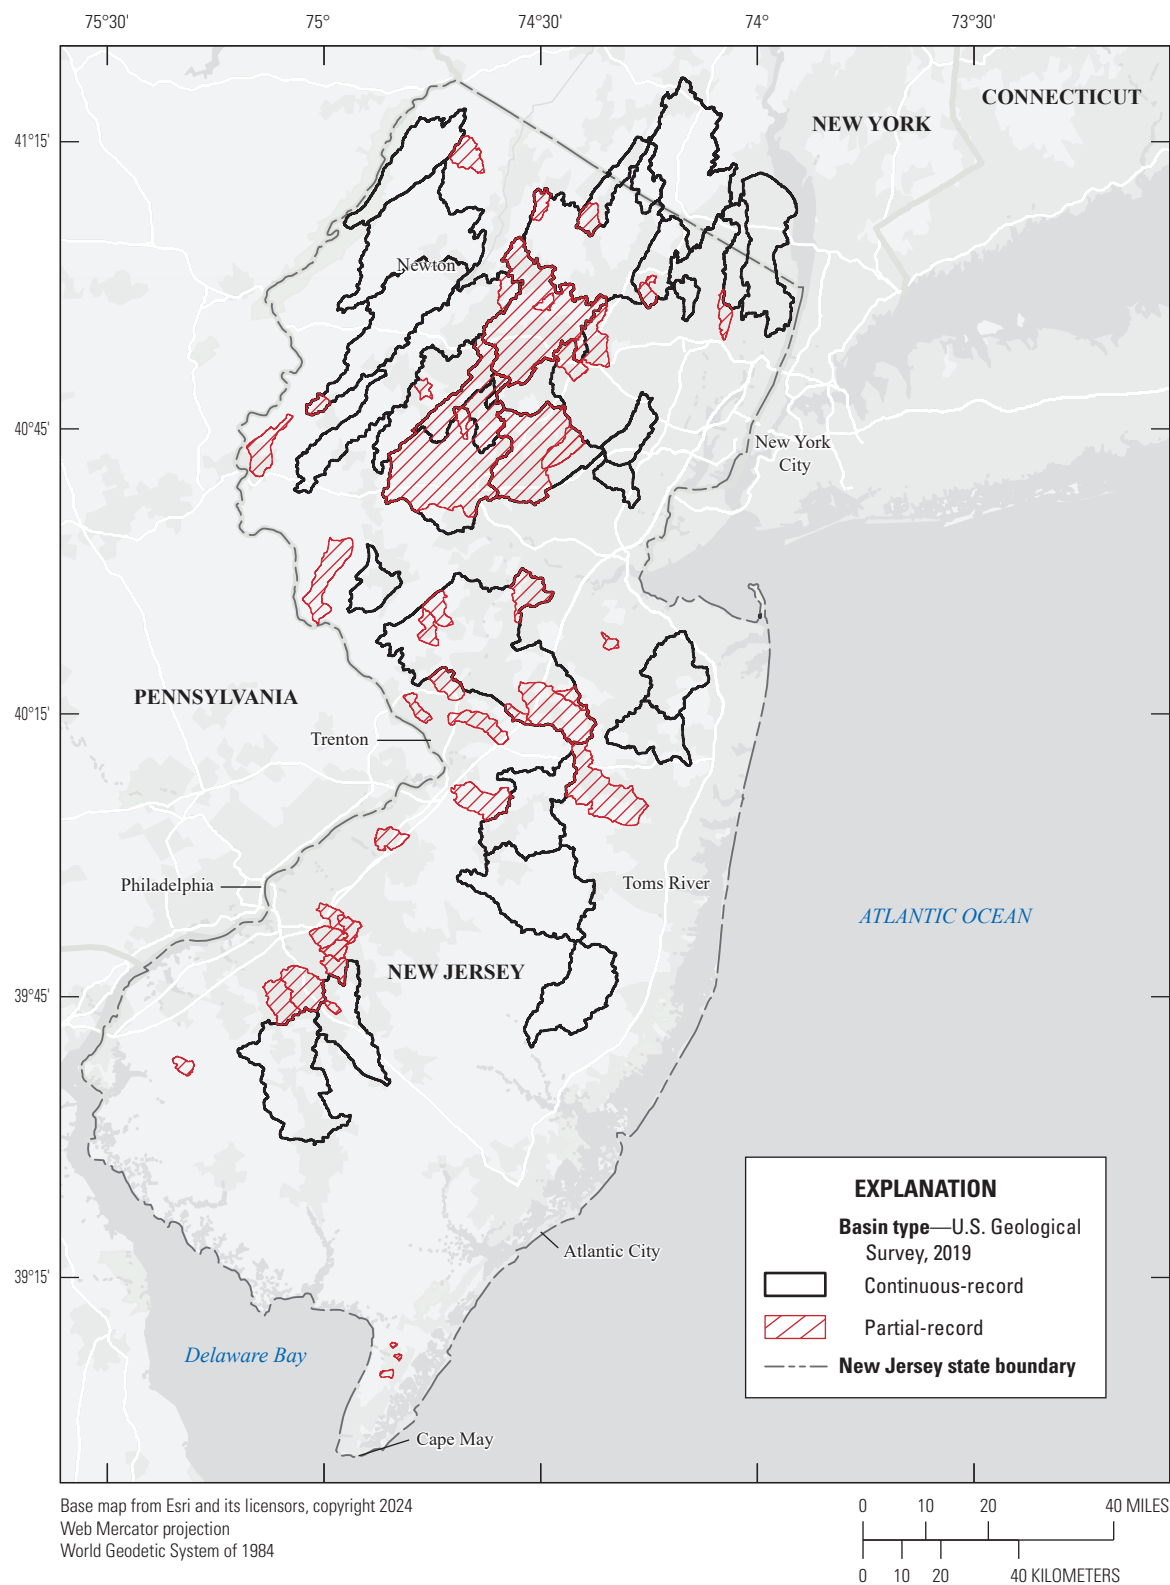 75°30' 75° 74°30' 74° 73°30'
CONNECTICUT
NEW YORK
41°15'
Newton
40°45'
New York
City
PENNSYLVANIA
40°15'
Trenton
Philadelphia
Toms River
ATLANTIC OCEAN
NEW JERSEY
39°45'
EXPLANATION
Basin type—U.S. Geological
Survey, 2019
Continuous-record
Partial-record
New Jersey state boundary
Atlantic City
39°15'
Delaware Bay
Cape May
Base map from Esri and its licensors, copyright 2024
Web Mercator projection
World Geodetic System of 1984
0 10 20 40 MILES
0 10 20 40 KILOMETERS